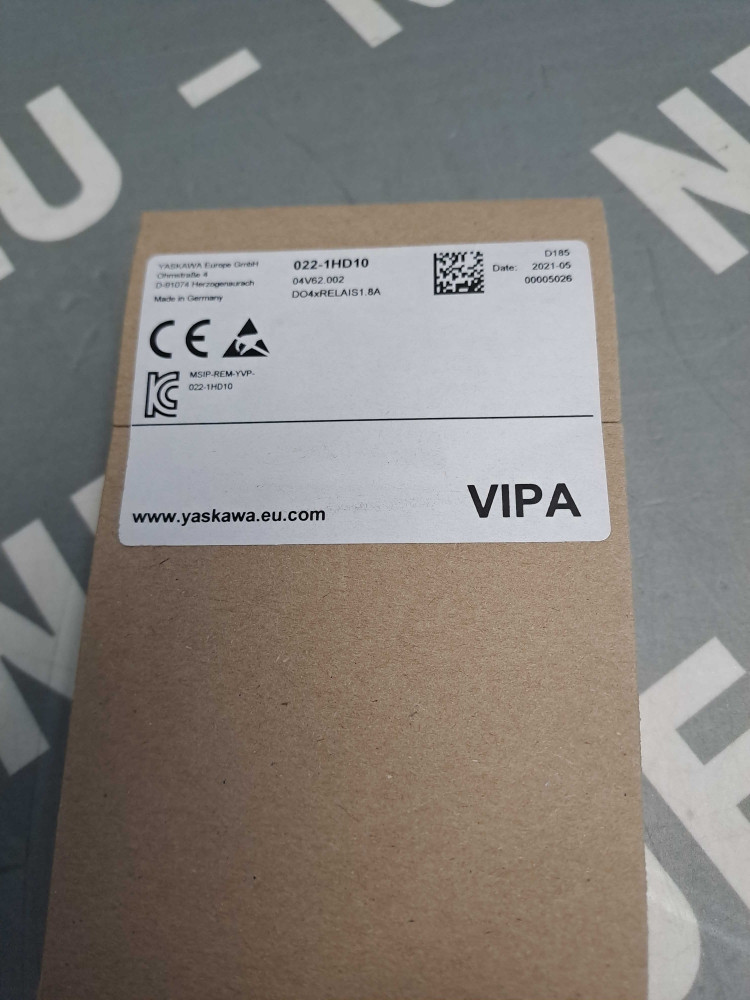 U - N
YASKAWA Europe GmbH
Ohmstraße 4
D-91074 Herzogenaurach
Made in Germany
022-1HD10
04V62.002
DO4xRELAIS1.8A
D185
Date: 2021-05
00005026
CE
MSIP-REM-YVP-
022-1HD10
www.yaskawa.eu.com
VIPA